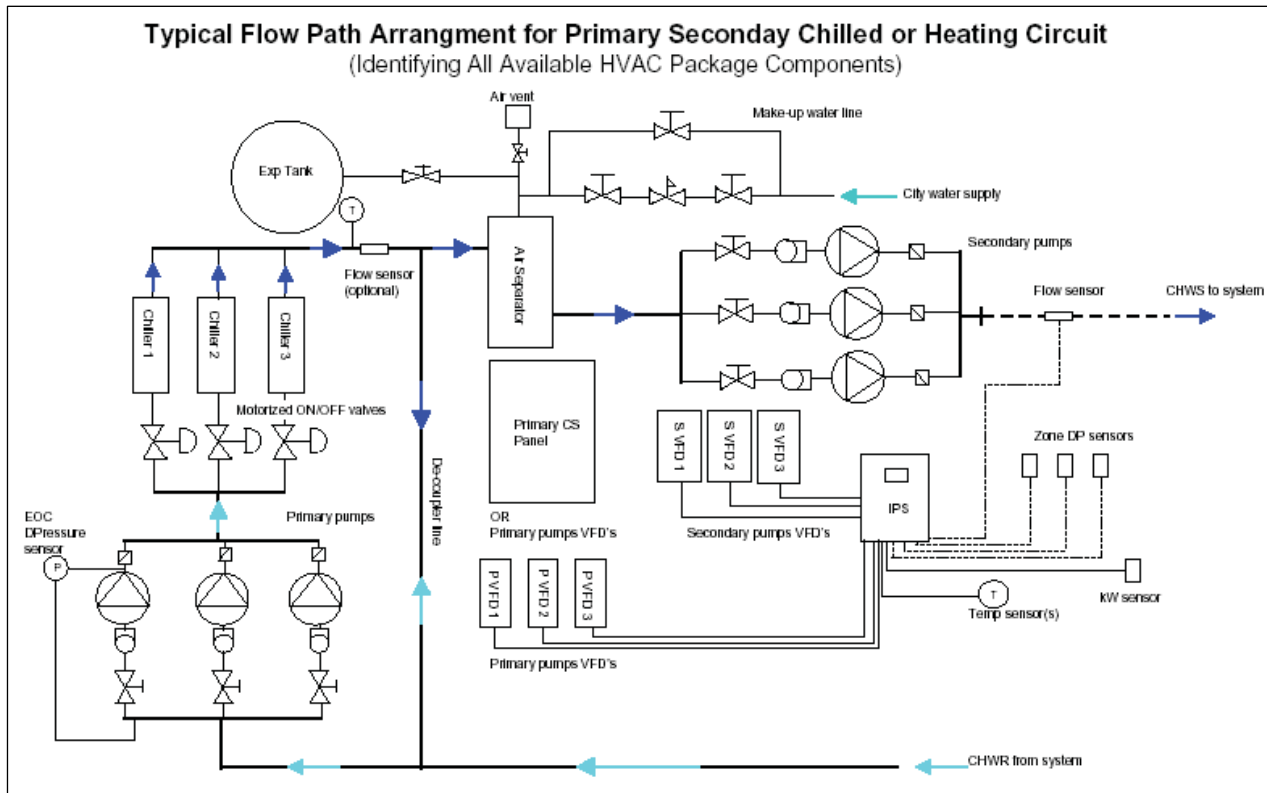 Typical Flow Path Arrangment for Primary Seconday Chilled or Heating Circuit
(Identifying All Available HVAC Package Components)
Air vent
Make-up water line
Exp Tank
T
City water supply
Air Separator
Flow sensor
(optional)
Secondary pumps
Flow sensor
CHWS to system
Chiller 1
Chiller 2
Chiller 3
Motorized ON/OFF valves
Primary CS
Panel
De-coupler line
S VFD 1
S VFD 2
S VFD 3
Zone DP sensors
IPS
EOC
DPressure
sensor
P
Primary pumps
OR
Primary pumps VFD's
Secondary pumps VFD's
P VFD 1
P VFD 2
P VFD 3
T
Temp sensor(s)
kW sensor
Primary pumps VFD's
CHWR from system